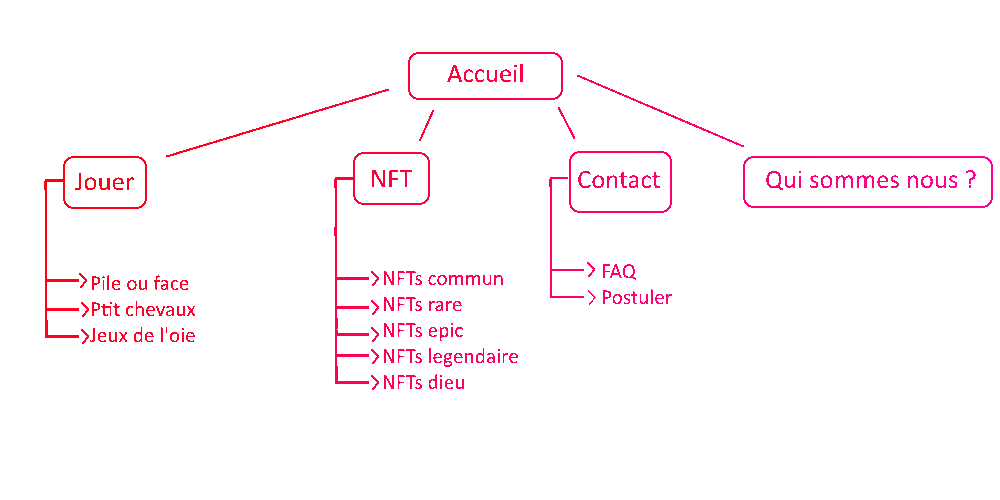 Accueil
Jouer
NFT
Contact
Qui sommes nous ?
Pile ou face
Ptit chevaux
Jeux de l'oie
NFTs commun
NFTs rare
NFTs epic
NFTs legendaire
NFTs dieu
FAQ
Postuler